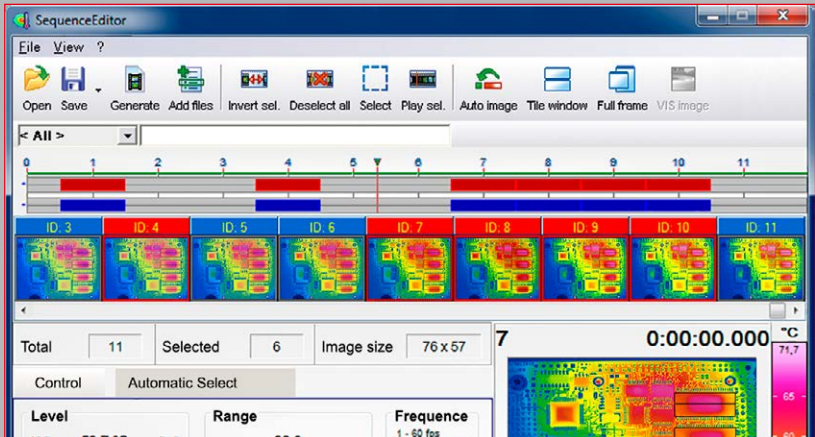 SequenceEditor
File View ?
Open Save Generate Add files Invert sel. Deselect all Select Play sel. Auto image Tile window Full frame VIS image
< All >
0 1 2 3 4 5 6 7 8 9 10 11
ID: 3 ID: 4 ID: 5 ID: 6 ID: 7 ID: 8 ID: 9 ID: 10 ID: 11
Total 11 Selected 6 Image size 76 x 57
7 0:00:00.000 °C
71,7
Control Automatic Select
65
Level Range Frequence
1 - 60 fps
60